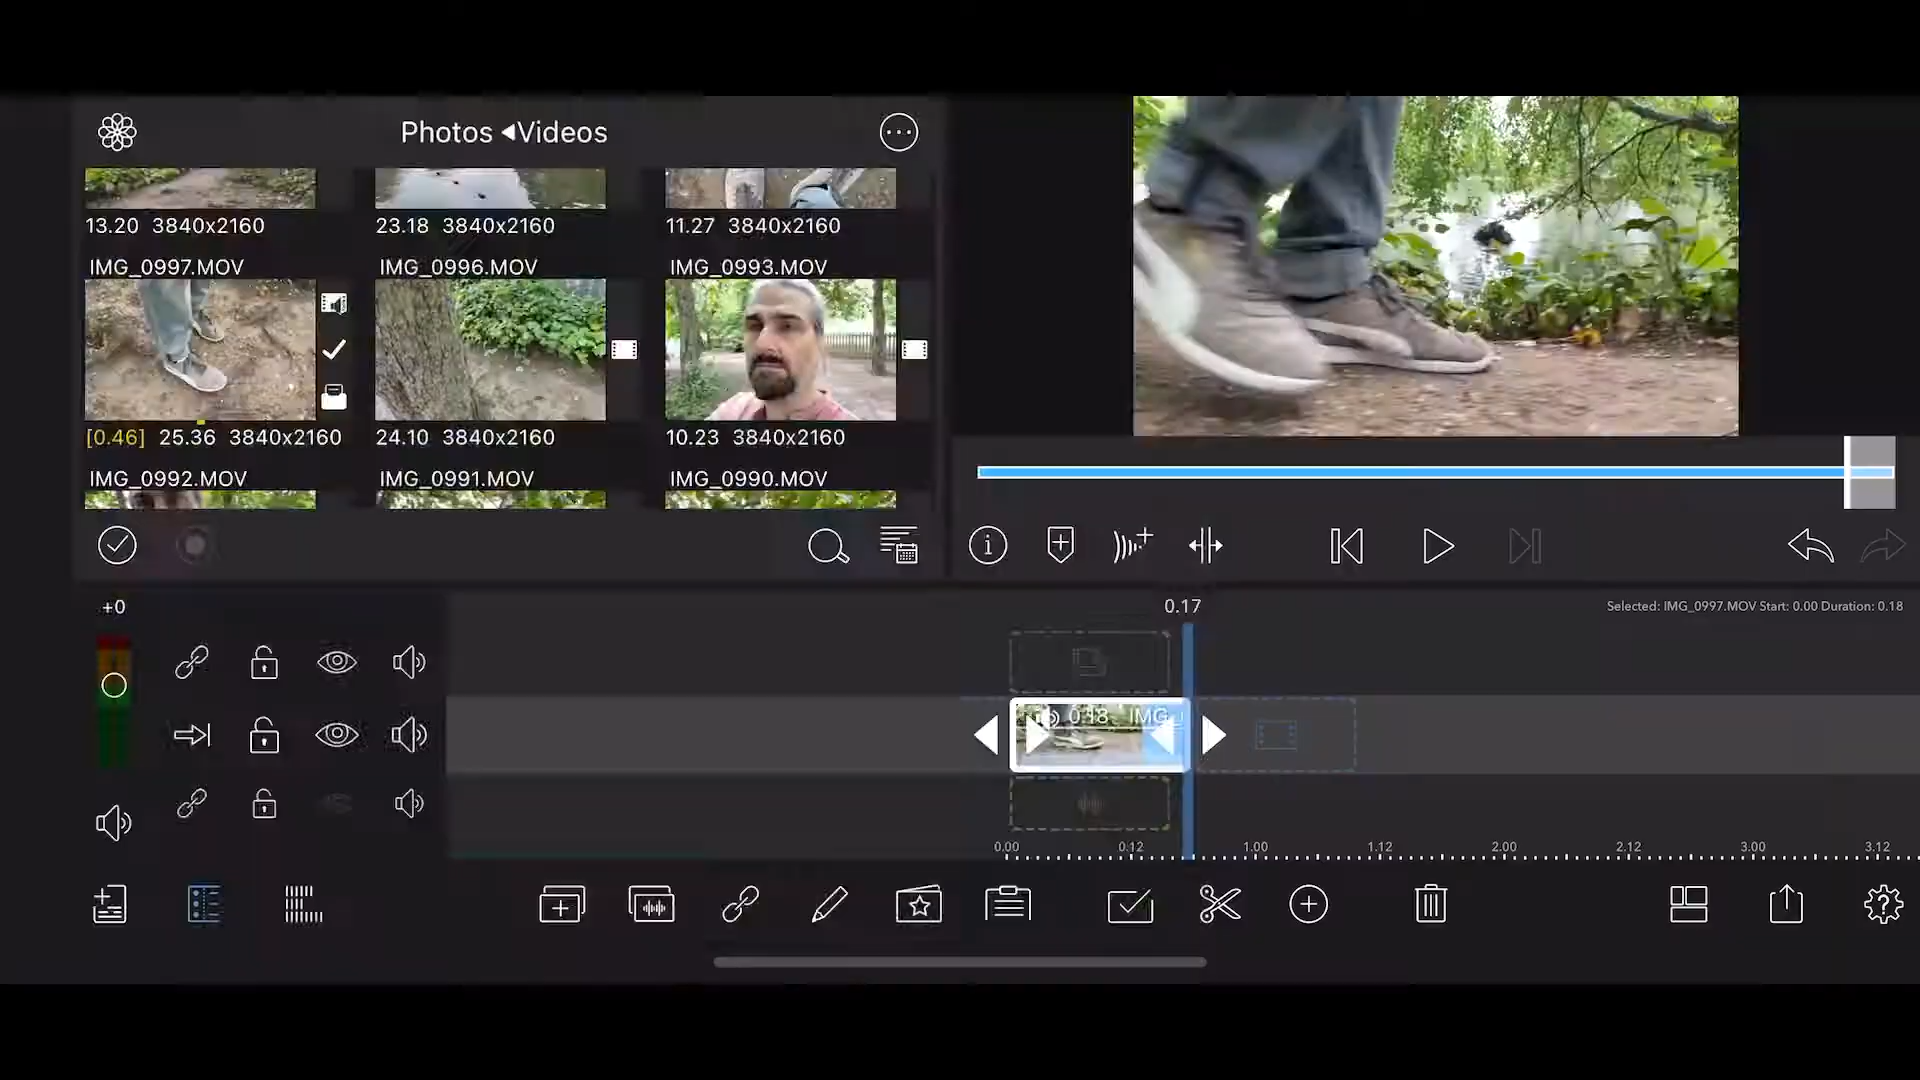 Photos ◀Videos
13.20 3840x2160
23.18 3840x2160
11.27 3840x2160
IMG_0997.MOV
IMG_0996.MOV
IMG_0993.MOV
[0.46] 25.36 3840x2160
24.10 3840x2160
10.23 3840x2160
IMG_0992.MOV
IMG_0991.MOV
IMG_0990.MOV
+0
0.17
Selected: IMG_0997.MOV Start: 0.00 Duration: 0.18
0.18 IMG_
0.00 0.12 1.00 1.12 2.00 2.12 3.00 3.12